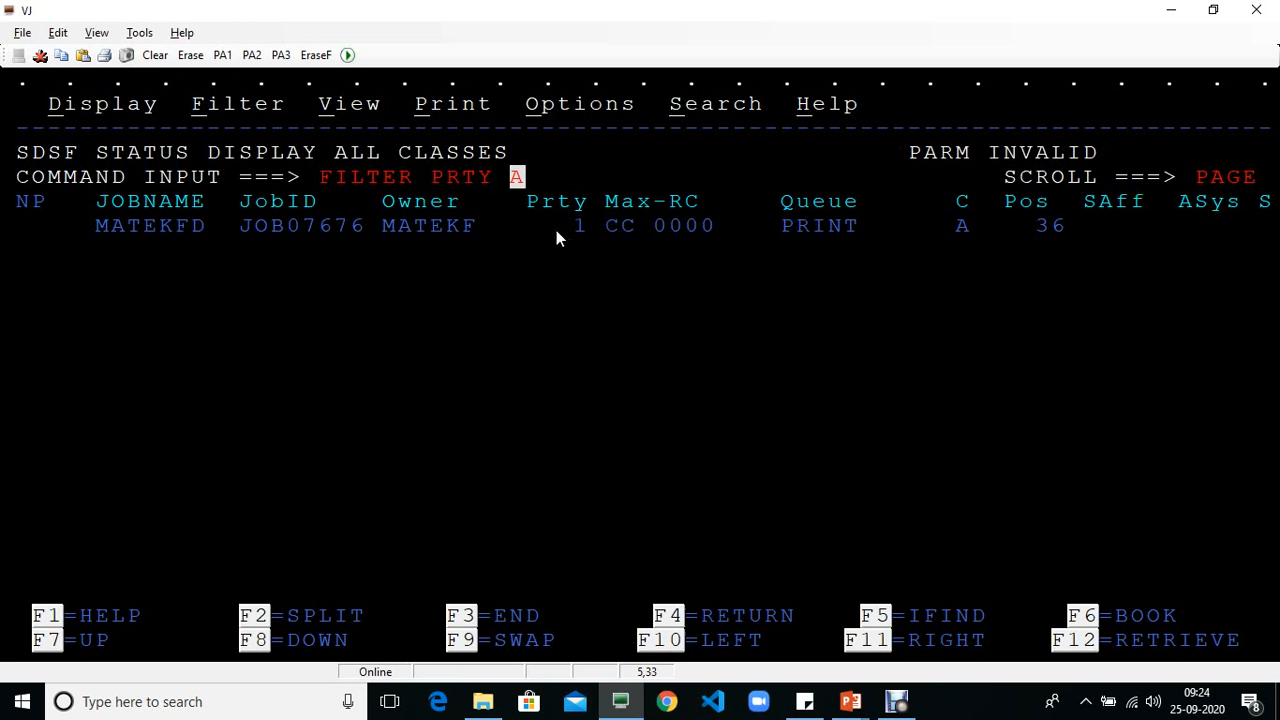 VJ
File Edit View Tools Help
Clear Erase PA1 PA2 PA3 EraseF
Display Filter View Print Options Search Help
SDSF STATUS DISPLAY ALL CLASSES PARM INVALID
COMMAND INPUT ===> FILTER PRTY A SCROLL ===> PAGE
NP JOBNAME JobID Owner Prty Max-RC Queue C Pos SAff ASys S
MATEKFD JOB07676 MATEKF 1 CC 0000 PRINT A 36
F1=HELP F2=SPLIT F3=END F4=RETURN F5=IFIND F6=BOOK
F7=UP F8=DOWN F9=SWAP F10=LEFT F11=RIGHT F12=RETRIEVE
Online 5,33
Type here to search
09:24
25-09-2020
8